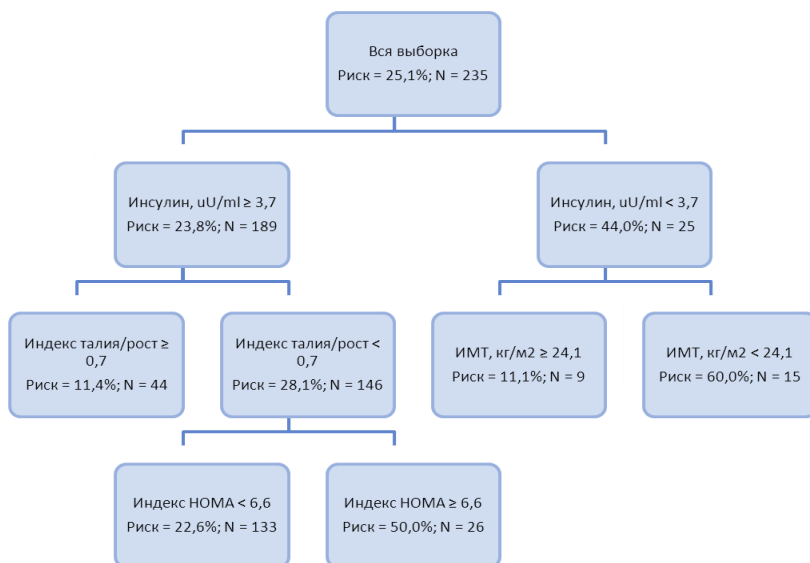 Вся выборка
Риск = 25,1%; N = 235
Инсулин, uU/ml ≥ 3,7
Риск = 23,8%; N = 189
Инсулин, uU/ml < 3,7
Риск = 44,0%; N = 25
Индекс талия/рост ≥
0,7
Риск = 11,4%; N = 44
Индекс талия/рост <
0,7
Риск = 28,1%; N = 146
ИМТ, кг/м2 ≥ 24,1
Риск = 11,1%; N = 9
ИМТ, кг/м2 < 24,1
Риск = 60,0%; N = 15
Индекс НОМА < 6,6
Риск = 22,6%; N = 133
Индекс НОМА ≥ 6,6
Риск = 50,0%; N = 26